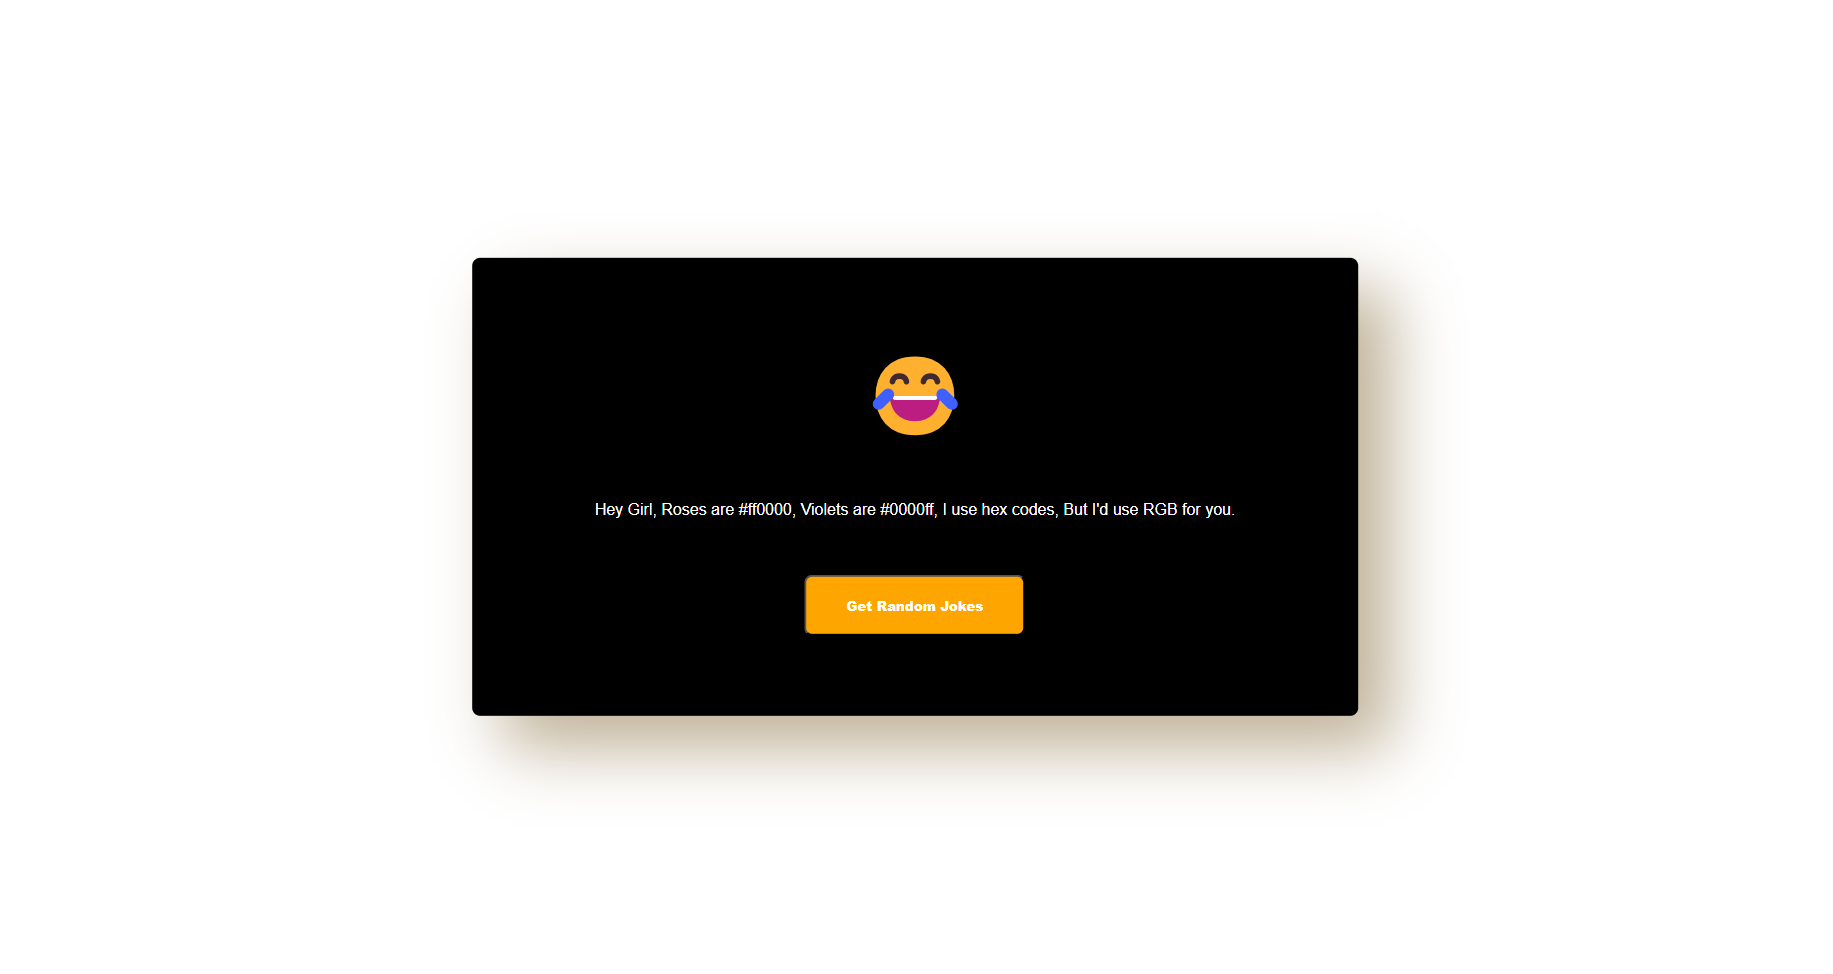 Hey Girl, Roses are #ff0000, Violets are #0000ff, I use hex codes, But I'd use RGB for you.
Get Random Jokes